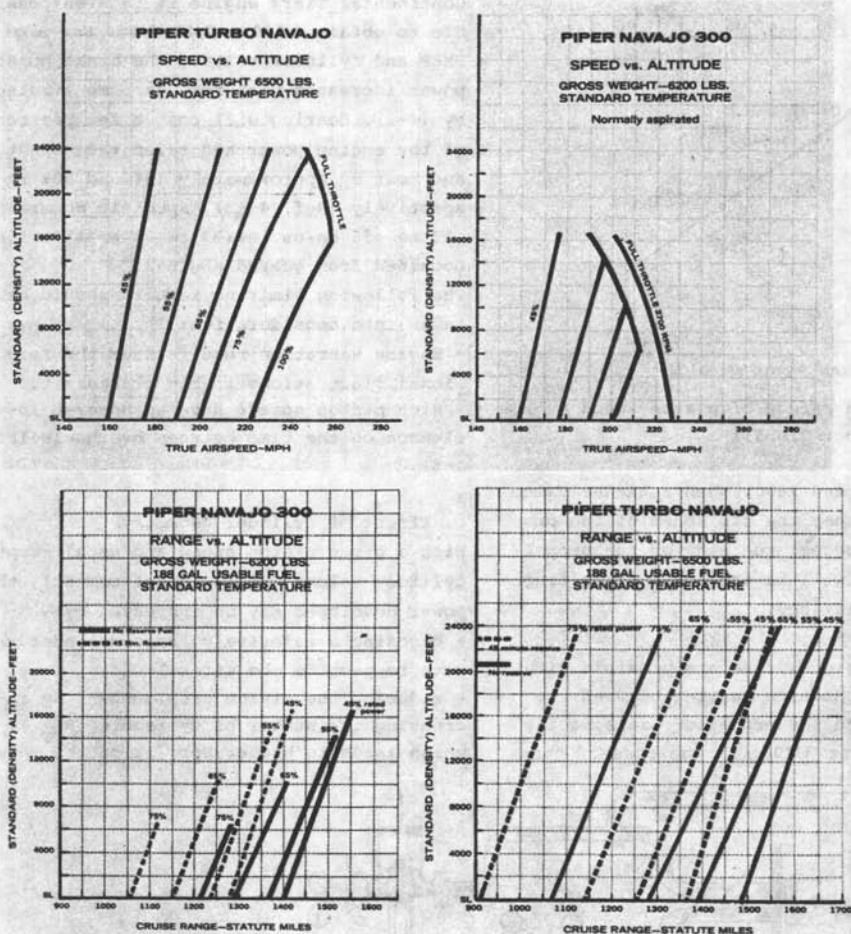 PIPER TURBO NAVAJO
SPEED vs. ALTITUDE
GROSS WEIGHT 6500 LBS.
STANDARD TEMPERATURE
STANDARD (DENSITY) ALTITUDE—FEET
24000
20000
16000
12000
8000
4000
SL
FULL THROTTLE
45%
55%
65%
75%
100%
140
160
180
200
220
240
260
280
TRUE AIRSPEED—MPH
PIPER NAVAJO 300
SPEED vs. ALTITUDE
GROSS WEIGHT—6200 LBS.
STANDARD TEMPERATURE
Normally aspirated
STANDARD (DENSITY) ALTITUDE—FEET
24000
20000
16000
12000
8000
4000
SL
45%
FULL THROTTLE 2700 RPM
140
160
180
200
220
240
260
280
TRUE AIRSPEED—MPH
PIPER NAVAJO 300
RANGE vs. ALTITUDE
GROSS WEIGHT—6200 LBS.
188 GAL. USABLE FUEL
STANDARD TEMPERATURE
No Reserve Fuel
45 Min. Reserve
STANDARD (DENSITY) ALTITUDE—FEET
20000
16000
12000
8000
4000
SL
75%
65%
75%
55%
45%
65%
55%
45% rated
power
900
1000
1100
1200
1300
1400
1500
1600
CRUISE RANGE—STATUTE MILES
PIPER TURBO NAVAJO
RANGE vs. ALTITUDE
GROSS WEIGHT—6500 LBS.
188 GAL. USABLE FUEL
STANDARD TEMPERATURE
STANDARD (DENSITY) ALTITUDE—FEET
24000
20000
16000
12000
8000
4000
SL
75% rated power
75%
65%
55%
45%
65%
55%
45%
45 minute reserve
No reserve
900
1000
1100
1200
1300
1400
1500
1600
1700
CRUISE RANGE—STATUTE MILES